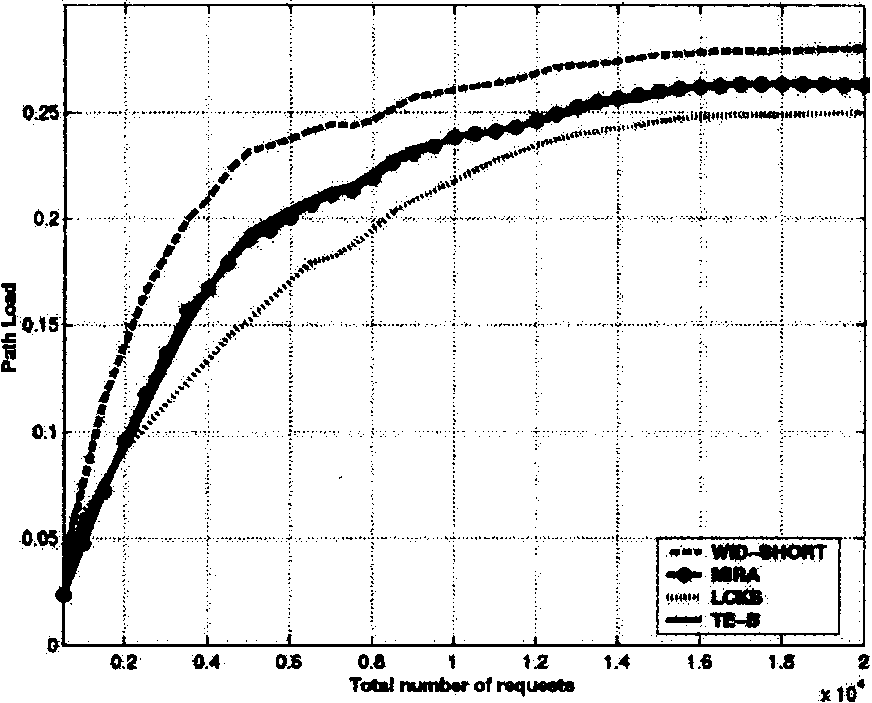 0.25
0.2
0.15
0.1
0.05
0
Path Load
0.2 0.4 0.6 0.8 1 1.2 1.4 1.6 1.8 2
Total number of requests
x 10^4
WID-SHORT
MIRA
LCKS
TE-B